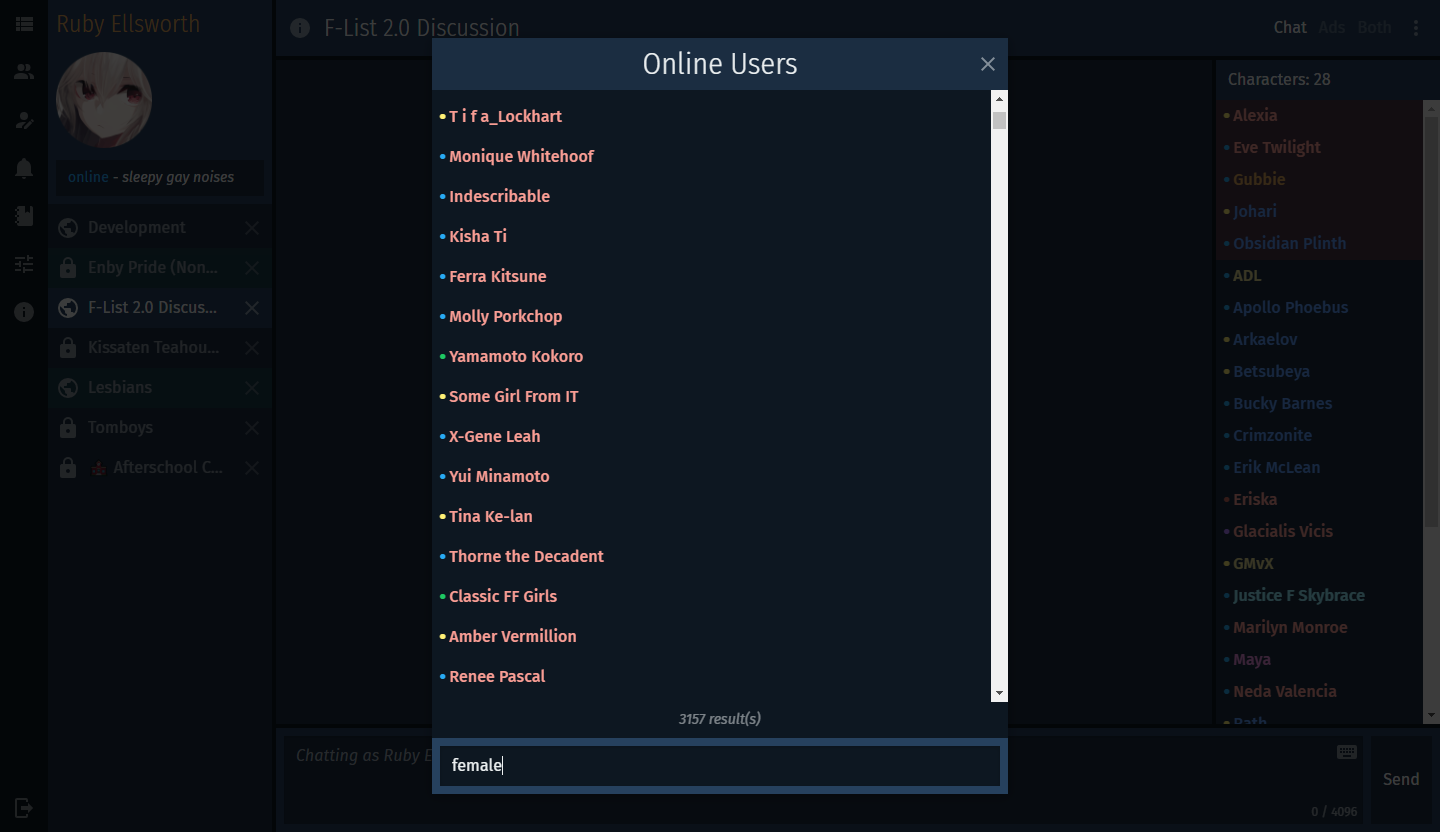 Ruby Ellsworth
online - sleepy gay noises
Development
Enby Pride (Non...
F-List 2.0 Discus...
Kissaten Teahou...
Lesbians
Tomboys
Afterschool C...
F-List 2.0 Discussion
Chat Ads Both
Online Users
T i f a_Lockhart
Monique Whitehoof
Indescribable
Kisha Ti
Ferra Kitsune
Molly Porkchop
Yamamoto Kokoro
Some Girl From IT
X-Gene Leah
Yui Minamoto
Tina Ke-lan
Thorne the Decadent
Classic FF Girls
Amber Vermillion
Renee Pascal
3157 result(s)
female
Characters: 28
Alexia
Eve Twilight
Gubbie
Johari
Obsidian Plinth
ADL
Apollo Phoebus
Arkaelov
Betsubeya
Bucky Barnes
Crimzonite
Erik McLean
Eriska
Glacialis Vicis
GMvX
Justice F Skybrace
Marilyn Monroe
Maya
Neda Valencia
Chatting as Ruby E
0 / 4096
Send